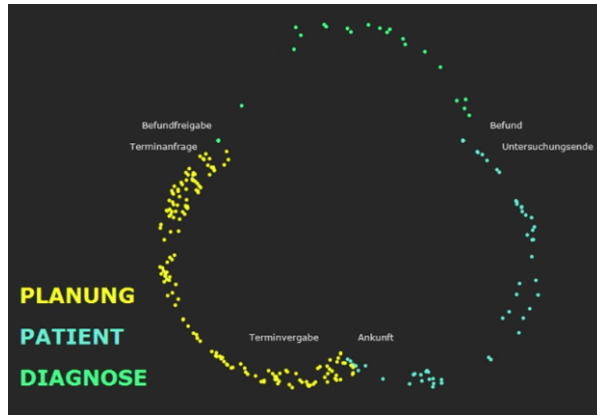 Befundfreigabe
Befund
Terminanfrage
Untersuchungsende
PLANUNG
Terminvergabe
Ankunft
PATIENT
DIAGNOSE